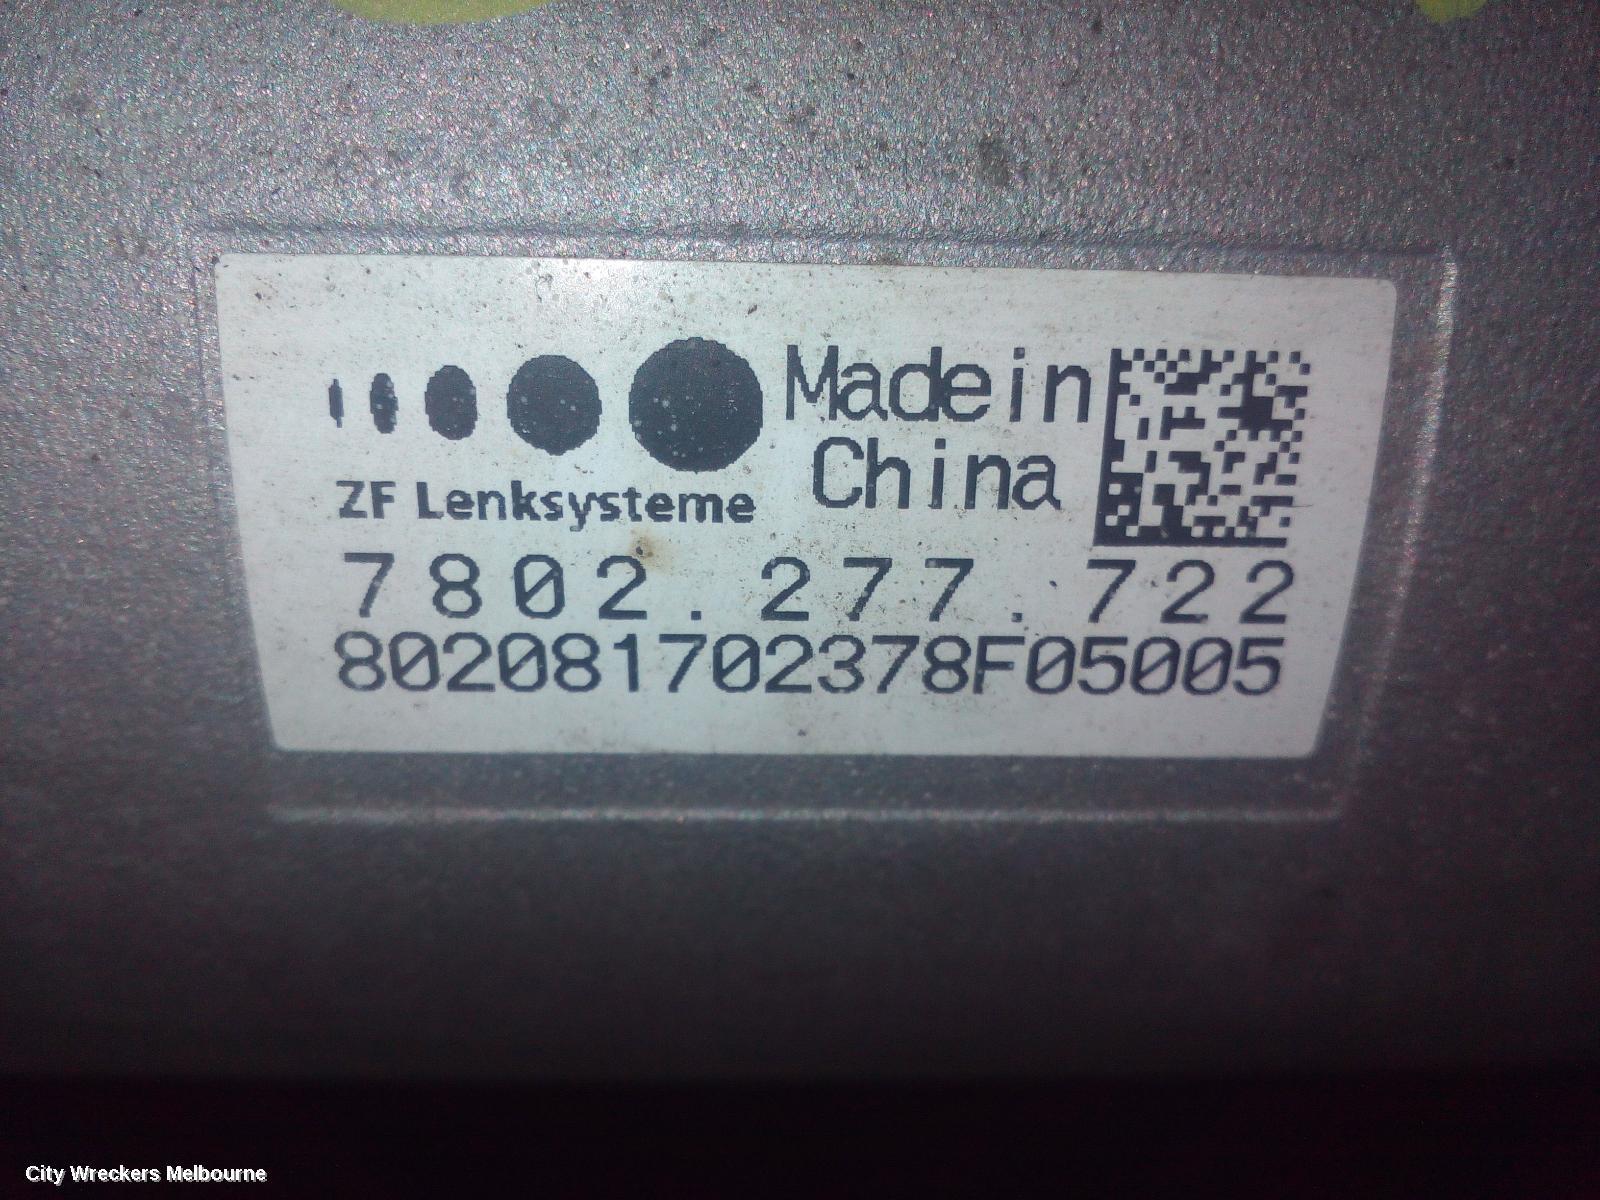 Made in
China
ZF Lenksysteme
7802.277.722
802081702378F05005
City Wreckers Melbourne